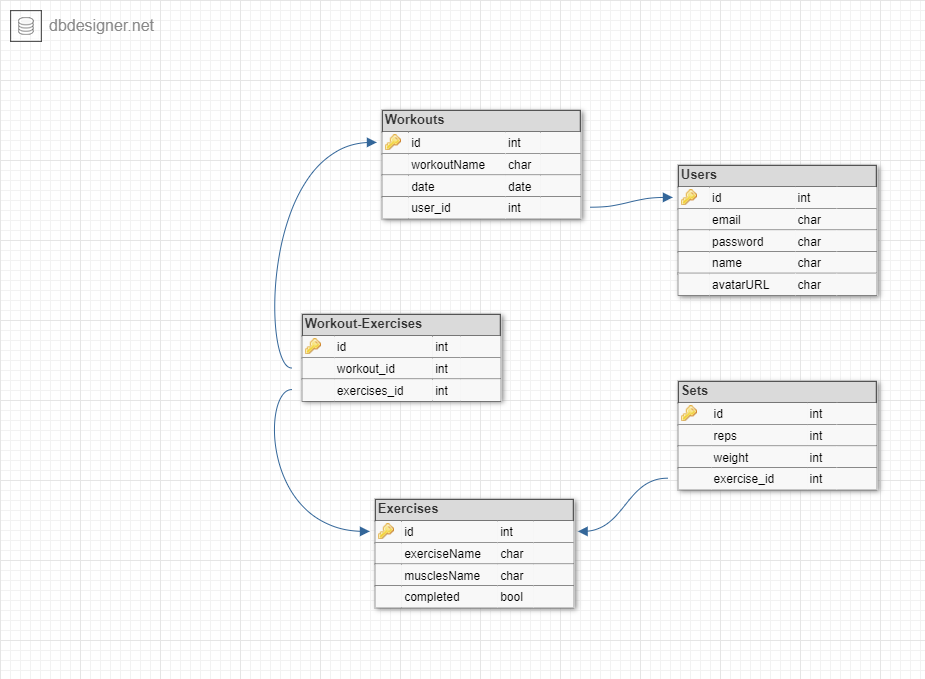 dbdesigner.net
Workouts
id int
workoutName char
date date
user_id int
Users
id int
email char
password char
name char
avatarURL char
Workout-Exercises
id int
workout_id int
exercises_id int
Sets
id int
reps int
weight int
exercise_id int
Exercises
id int
exerciseName char
musclesName char
completed bool